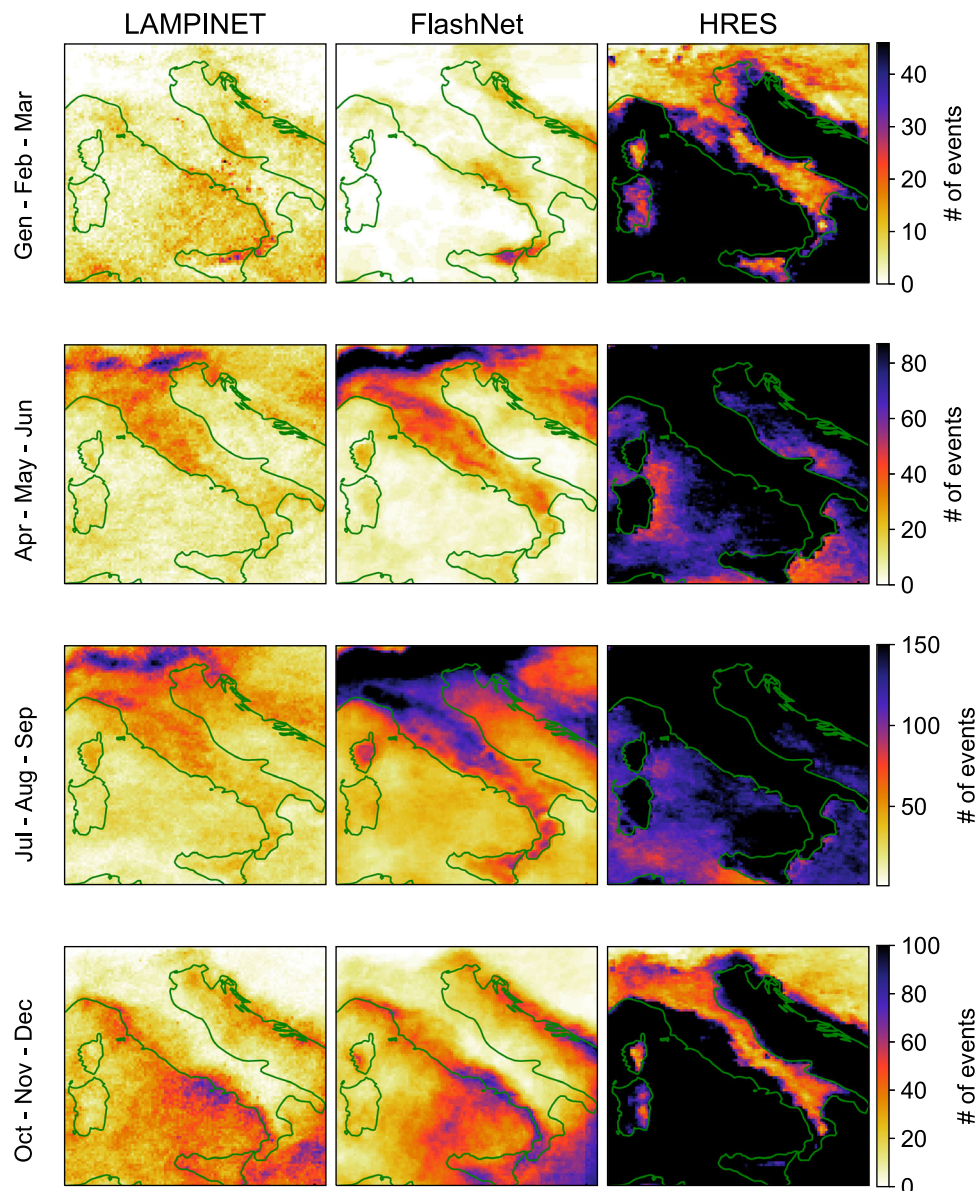 LAMPINET FlashNet HRES
Gen - Feb - Mar
40
30
20
10
0
# of events
Apr - May - Jun
80
60
40
20
0
# of events
Jul - Aug - Sep
150
100
50
# of events
Oct - Nov - Dec
100
80
60
40
20
0
# of events